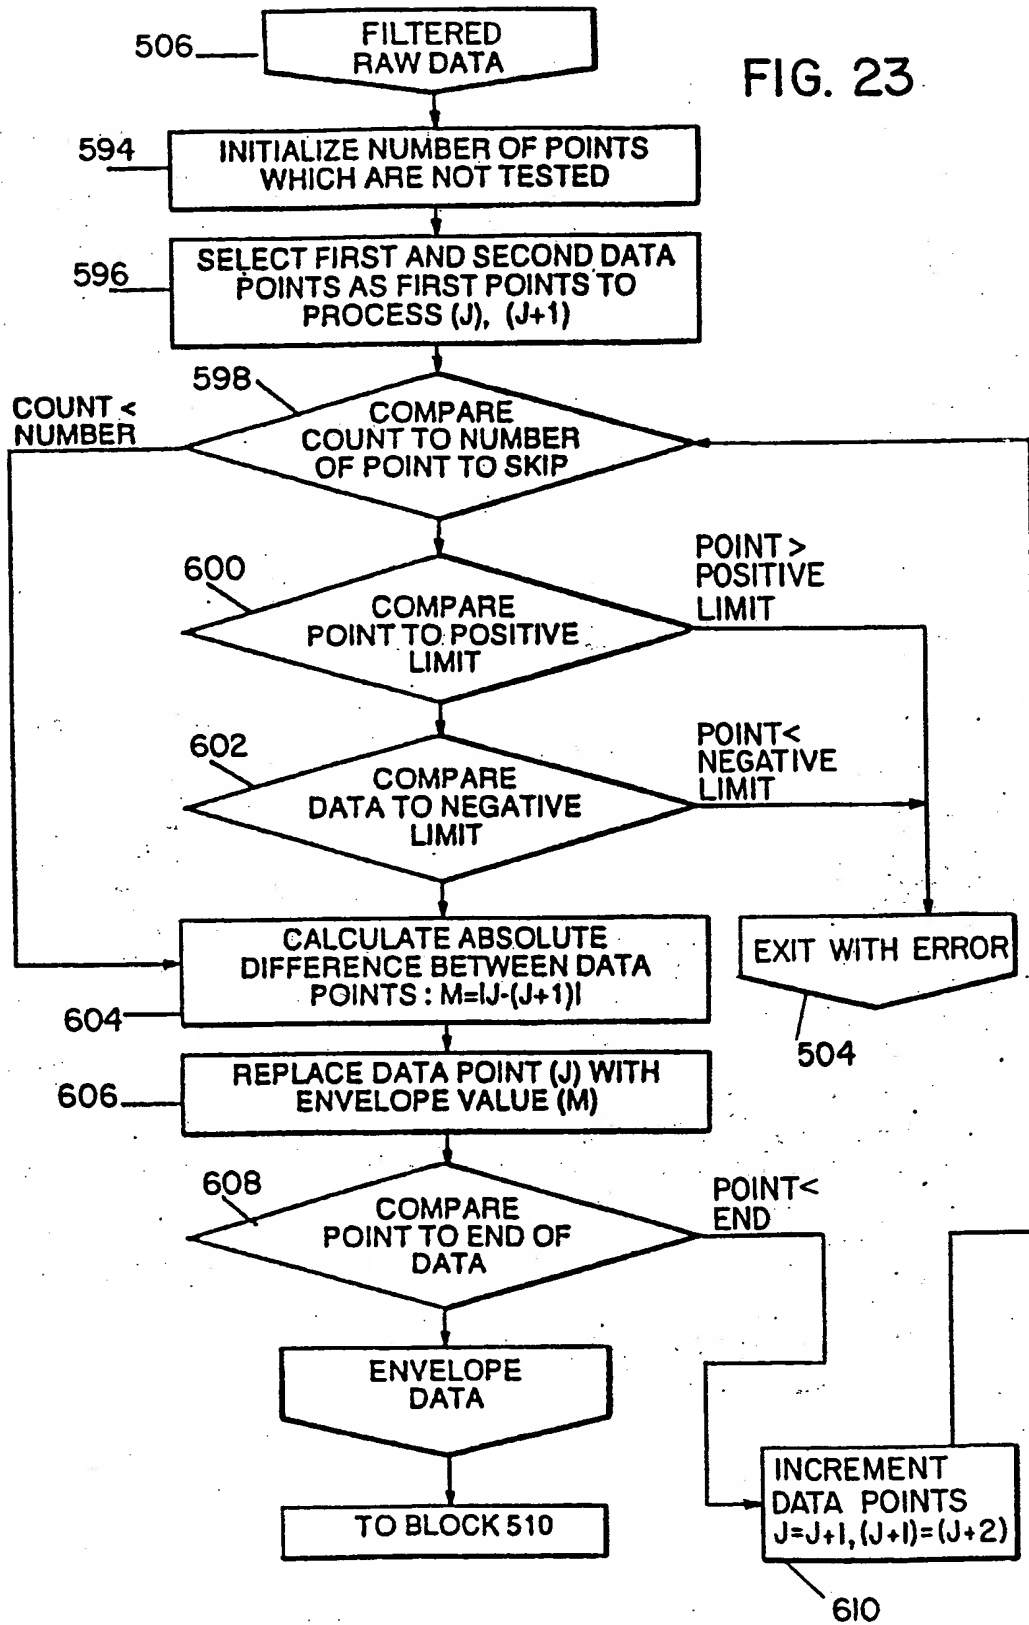 506
FILTERED
RAW DATA
FIG. 23
594
INITIALIZE NUMBER OF POINTS
WHICH ARE NOT TESTED
596
SELECT FIRST AND SECOND DATA
POINTS AS FIRST POINTS TO
PROCESS (J), (J+1)
598
COUNT <
NUMBER
COMPARE
COUNT TO NUMBER
OF POINT TO SKIP
600
COMPARE
POINT TO POSITIVE
LIMIT
POINT >
POSITIVE
LIMIT
602
COMPARE
DATA TO NEGATIVE
LIMIT
POINT<
NEGATIVE
LIMIT
CALCULATE ABSOLUTE
DIFFERENCE BETWEEN DATA
POINTS : M=|J-(J+1)|
604
EXIT WITH ERROR
504
606
REPLACE DATA POINT (J) WITH
ENVELOPE VALUE (M)
608
COMPARE
POINT TO END OF
DATA
POINT<
END
ENVELOPE
DATA
TO BLOCK 510
INCREMENT
DATA POINTS
J=J+1, (J+1)=(J+2)
610